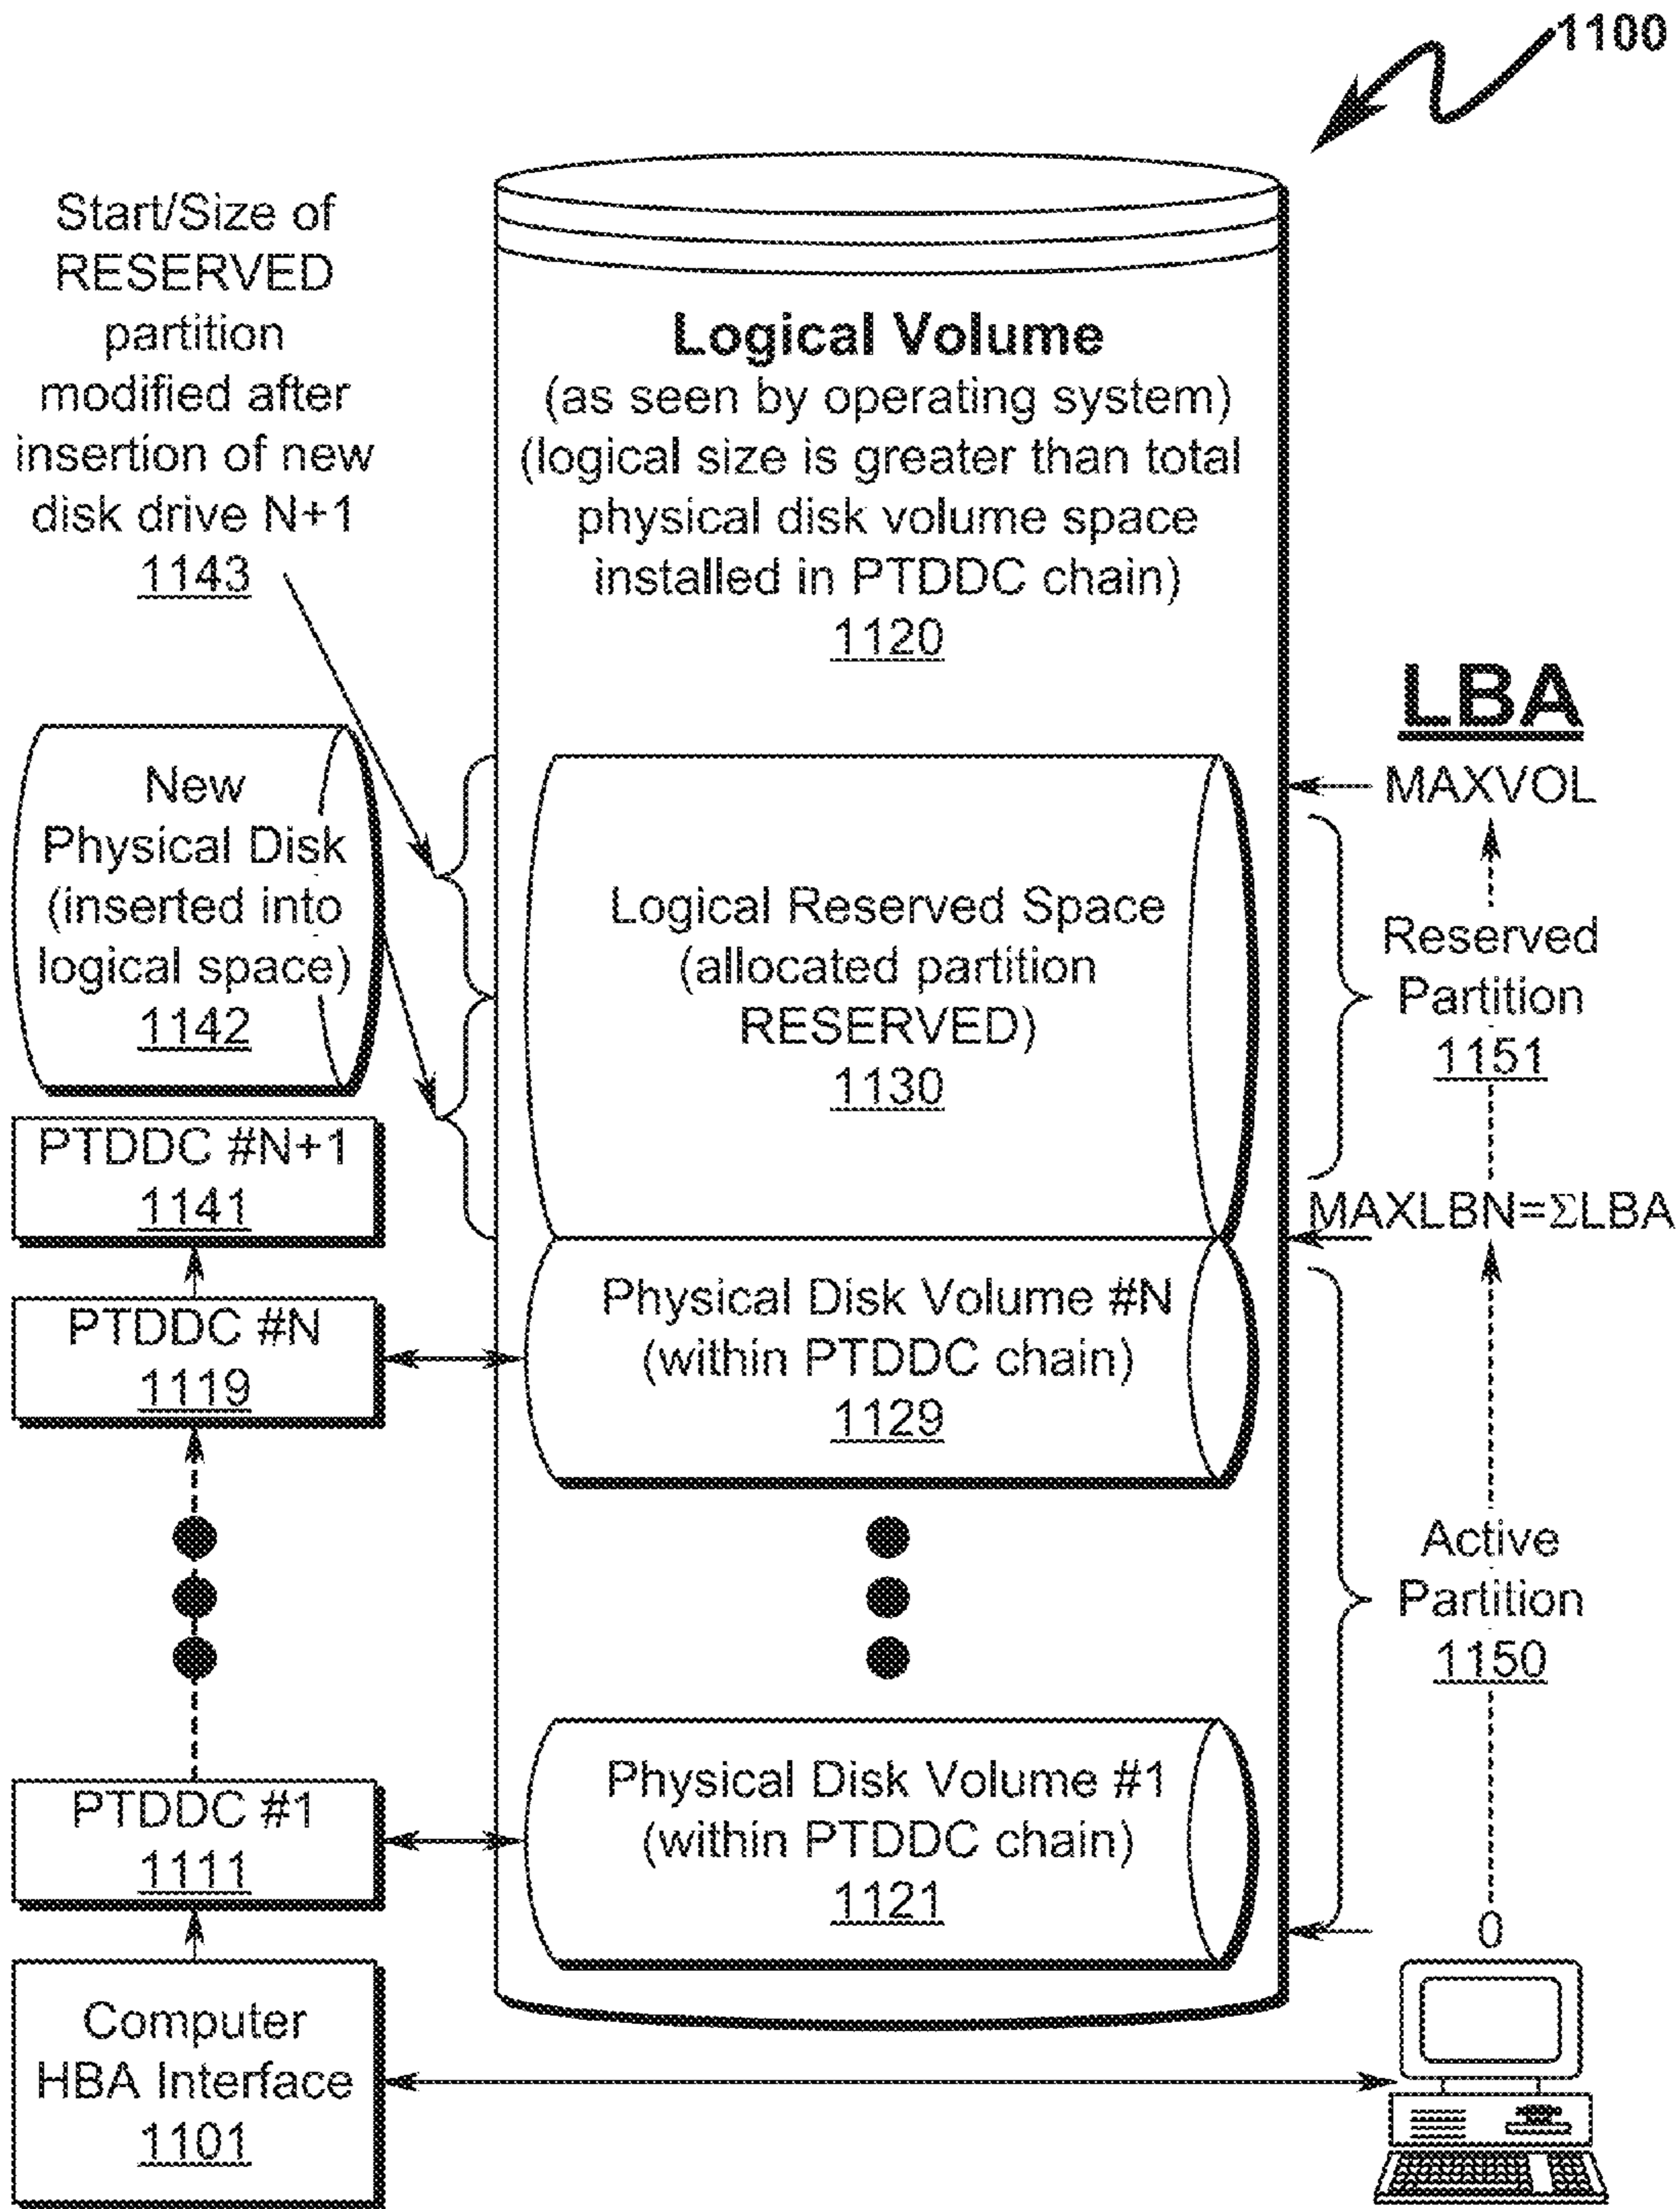 1100
Start/Size of
RESERVED
partition
modified after
insertion of new
disk drive N+1
1143
Logical Volume
(as seen by operating system)
(logical size is greater than total
physical disk volume space
installed in PTDDC chain)
1120
LBA
MAXVOL
New
Physical Disk
(inserted into
logical space)
1142
Logical Reserved Space
(allocated partition
RESERVED)
1130
Reserved
Partition
1151
PTDDC #N+1
1141
MAXLBN=ΣLBA
PTDDC #N
1119
Physical Disk Volume #N
(within PTDDC chain)
1129
Active
Partition
1150
PTDDC #1
1111
Physical Disk Volume #1
(within PTDDC chain)
1121
0
Computer
HBA Interface
1101